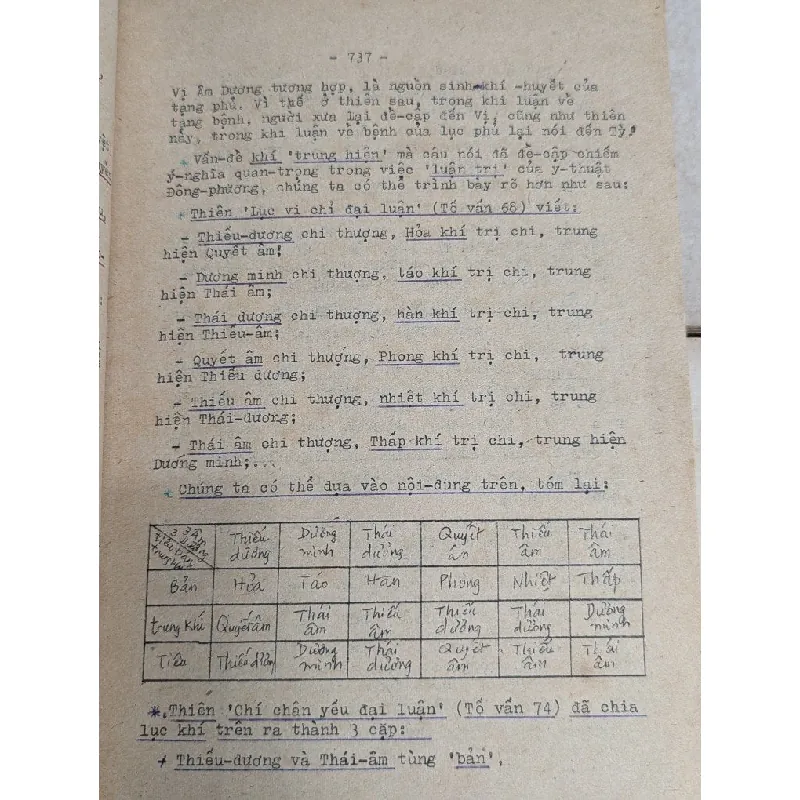 - 737 -
Vị Âm Dương tương hợp, là nguồn sinh khí -huyết của
tạng phủ. Vì thế ở thiên sau, trong khi luận về
tạng bệnh, người xưa lại đề-cập đến Vị, cũng như thiên
này, trong khi luận về bệnh của lục phủ lại nói đến Tỳ.
* Vấn-đề khí 'trung hiện' mà câu nói đã đề-cập chiếm
ý-nghĩa quan-trọng trong việc 'luận trị' của y-thuật
Đông-phương, chúng ta có thể trình bày rõ hơn như sau:
* Thiên 'Lục vi chỉ đại luận' (Tố vấn 68) viết:
- Thiếu-dương chi thượng, Hỏa khí trị chi, trung
hiện Quyết âm;
- Dương minh chi thượng, táo khí trị chi, trung
hiện Thái âm;
- Thái dương chi thượng, hàn khí trị chi, trung
hiện Thiếu-âm;
- Quyết âm chi thượng, Phong khí trị chi, trung
hiện Thiếu dương;
- Thiếu âm chi thượng, nhiệt khí trị chi, trung
hiện Thái-dương;
- Thái âm chi thượng, Thấp khí trị chi, trung hiện
Dương minh;...
+ Chúng ta có thể dựa vào nội-dung trên, tóm lại:
3 Âm Thiếu Dương Thái Quyết Thiếu Thái
3 Dương dương minh dương âm âm âm
Bản Hỏa Táo Hàn Phong Nhiệt Thấp
trung khí Quyết âm Thái Thiếu Thiếu Thái Dương
âm âm dương dương minh
Tiêu Thiếu dương Dương Thái Quyết Thiếu Thái
minh dương âm âm âm
*. Thiên 'Chí chân yếu đại luận' (Tố vấn 74) đã chia
lục khí trên ra thành 3 cặp:
+ Thiếu-dương và Thái-âm tùng 'bản'.